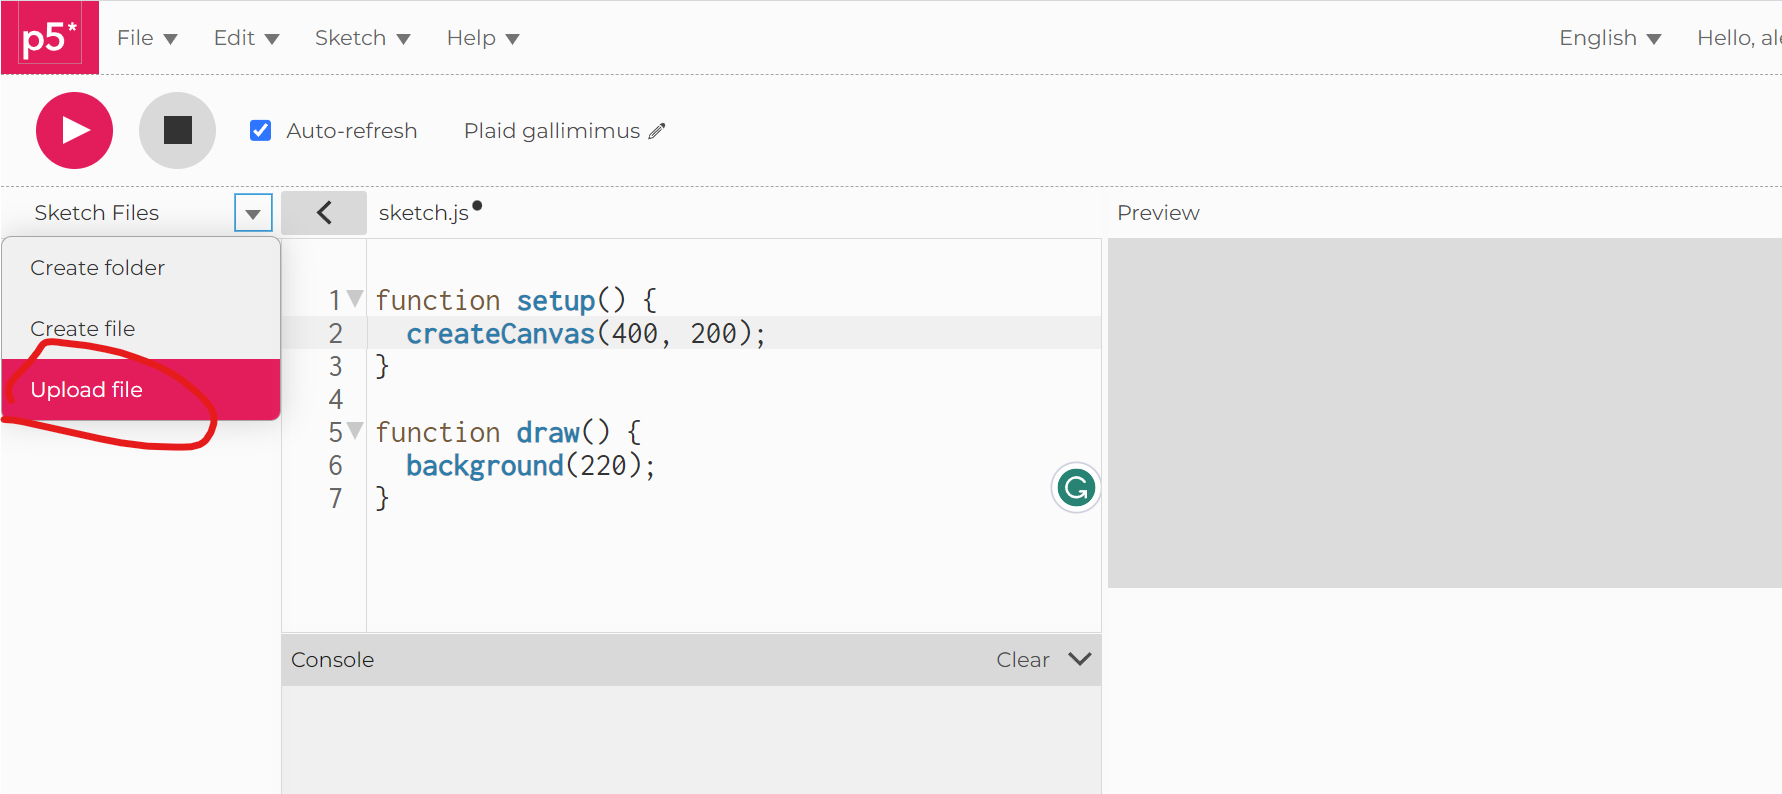 p5*
File Edit Sketch Help English Hello, al
Auto-refresh Plaid gallimimus
Sketch Files sketch.js Preview
Create folder
Create file
Upload file
1 function setup() {
2 createCanvas(400, 200);
3 }
4
5 function draw() {
6 background(220);
7 }
Console Clear